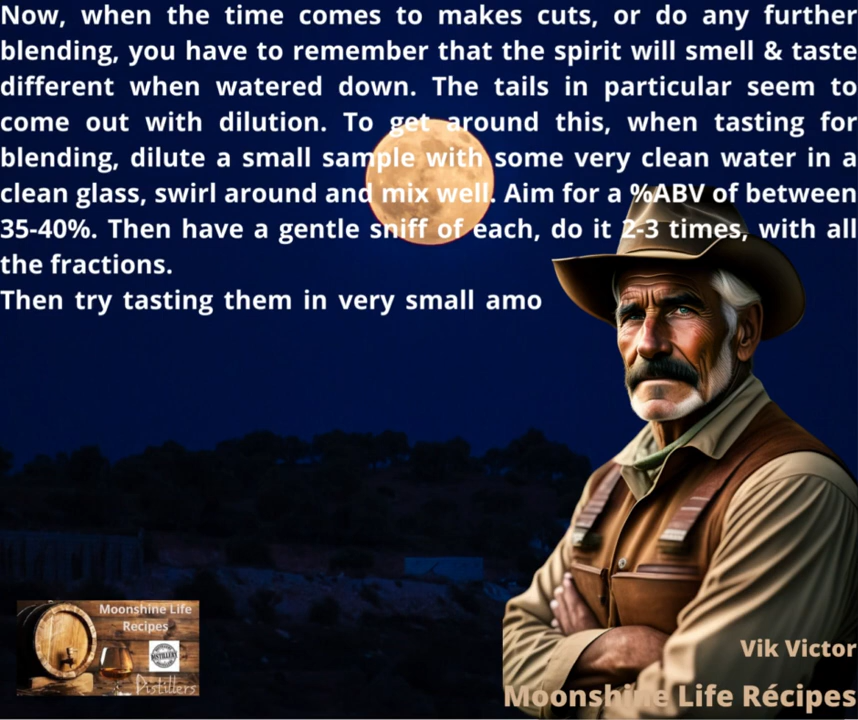 Now, when the time comes to makes cuts, or do any further
blending, you have to remember that the spirit will smell & taste
different when watered down. The tails in particular seem to
come out with dilution. To get around this, when tasting for
blending, dilute a small sample with some very clean water in a
clean glass, swirl around and mix well. Aim for a %ABV of between
35-40%. Then have a gentle sniff of each, do it 2-3 times, with all
the fractions.
Then try tasting them in very small amo
Moonshine Life
Recipes
DISTILLERS
Distillers
Vik Victor
Moonshine Life Récipes